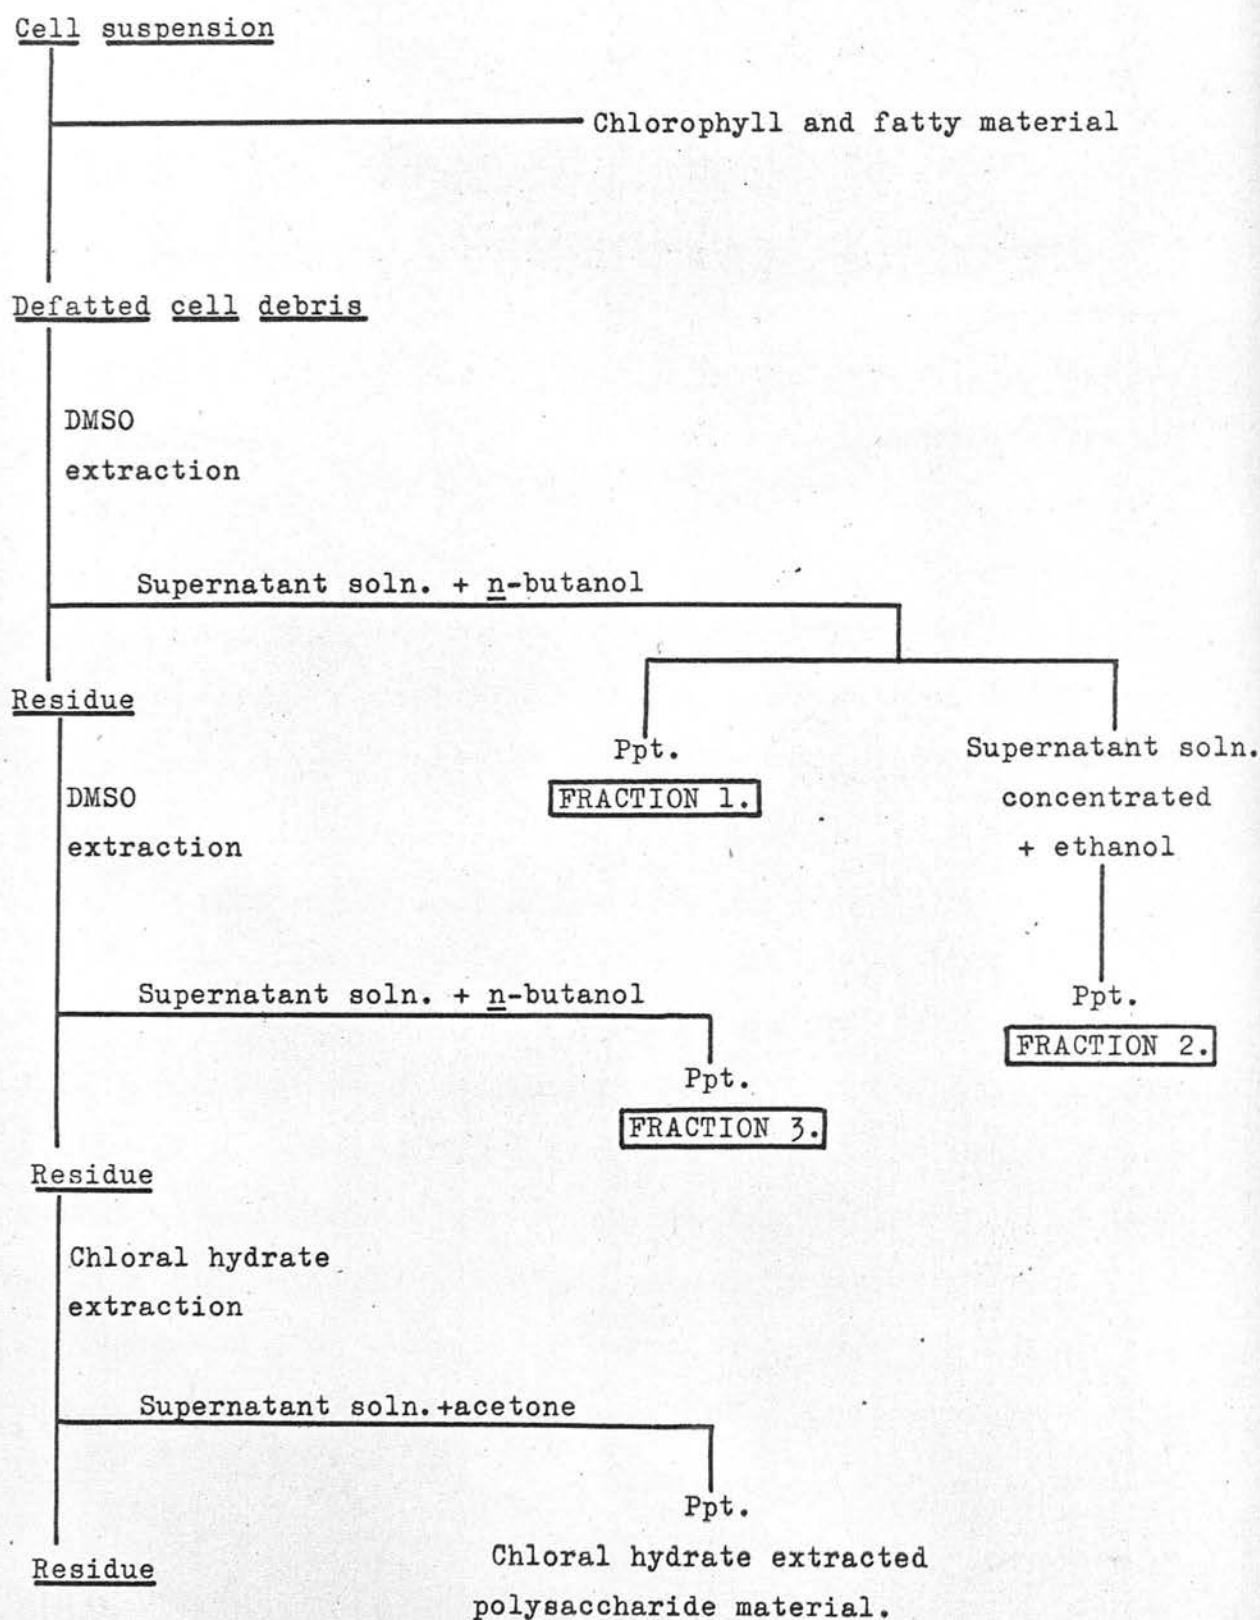 Cell suspension
Chlorophyll and fatty material
Defatted cell debris
DMSO
extraction
Supernatant soln. + n-butanol
Residue
Ppt.
FRACTION 1.
Supernatant soln.
concentrated
+ ethanol
Ppt.
FRACTION 2.
DMSO
extraction
Supernatant soln. + n-butanol
Ppt.
FRACTION 3.
Residue
Chloral hydrate
extraction
Supernatant soln.+acetone
Ppt.
Chloral hydrate extracted
polysaccharide material.
Residue